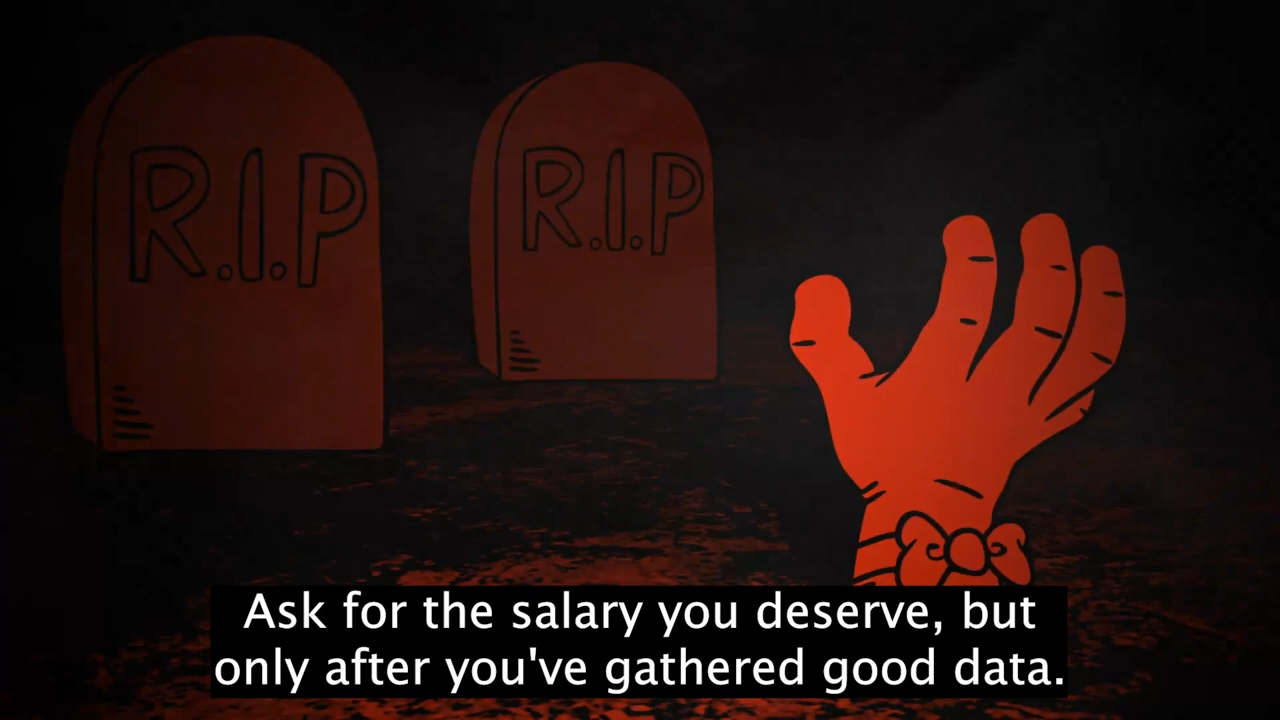 R.I.P
R.I.P
Ask for the salary you deserve, but
only after you've gathered good data.